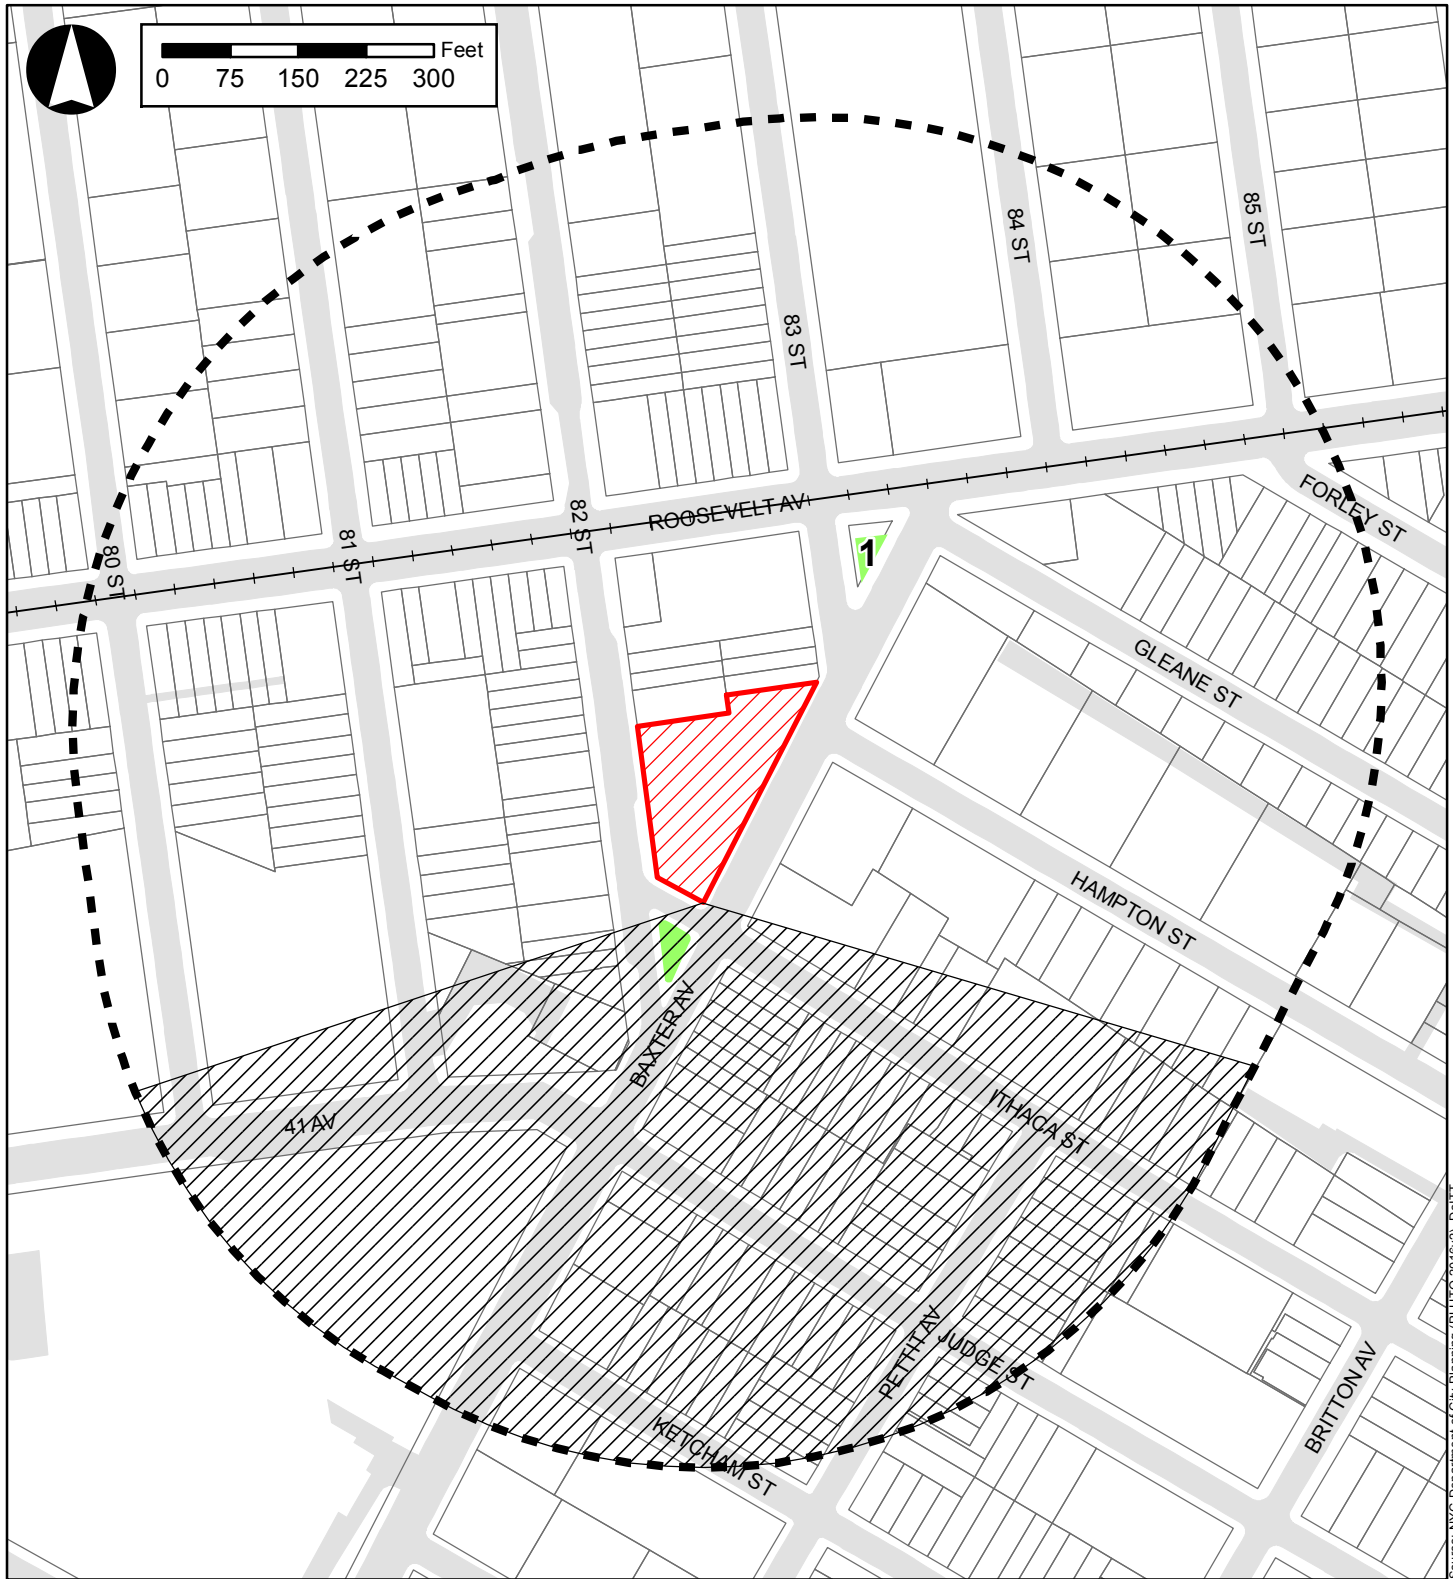 Feet
0 75 150 225 300
85 ST
84 ST
83 ST
ROOSEVELT AV
82 ST
81 ST
80 ST
FORLEY ST
1
GLEANE ST
HAMPTON ST
BAXTER AV
ITHACA ST
41 AV
PETTIT AV
JUDGE ST
BRITTON AV
KETCHAM ST